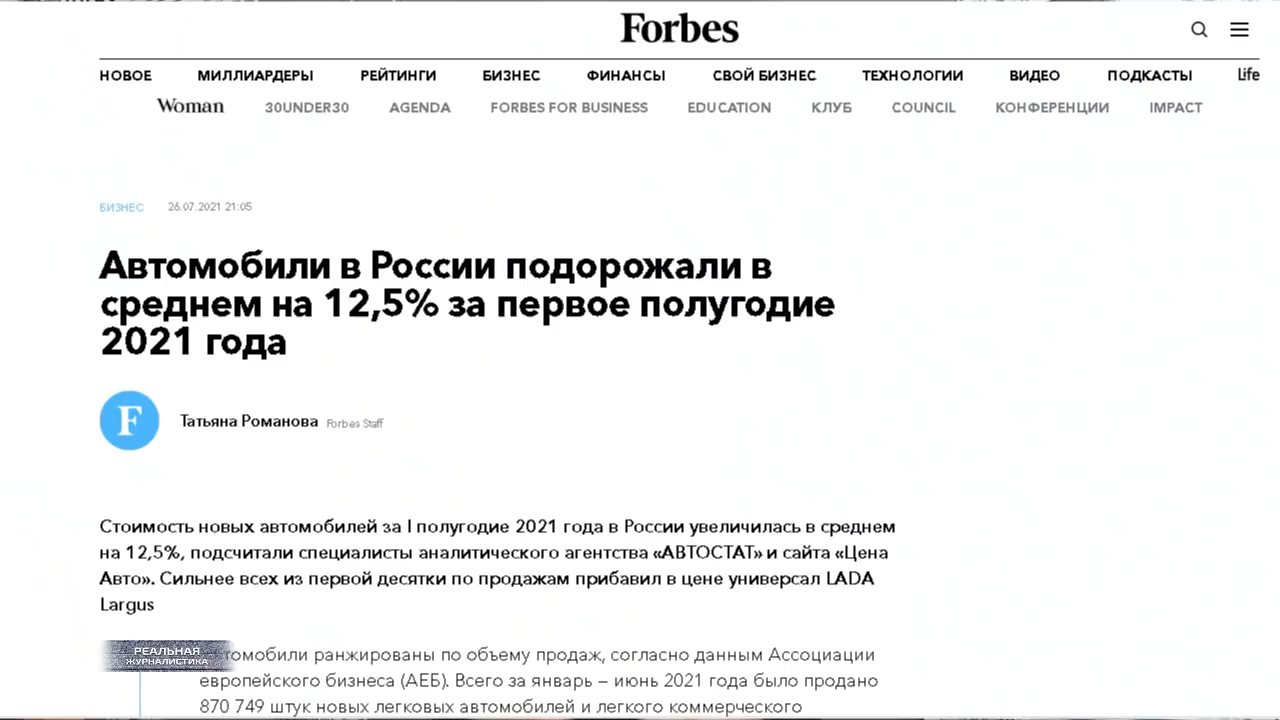 Forbes
НОВОЕ МИЛЛИАРДЕРЫ РЕЙТИНГИ БИЗНЕС ФИНАНСЫ СВОЙ БИЗНЕС ТЕХНОЛОГИИ ВИДЕО ПОДКАСТЫ Life
Woman 30UNDER30 AGENDA FORBES FOR BUSINESS EDUCATION КЛУБ COUNCIL КОНФЕРЕНЦИИ IMPACT
БИЗНЕС 26.07.2021 21:05
Автомобили в России подорожали в
среднем на 12,5% за первое полугодие
2021 года
F
Татьяна Романова Forbes Staff
Стоимость новых автомобилей за I полугодие 2021 года в России увеличилась в среднем
на 12,5%, подсчитали специалисты аналитического агентства «АВТОСТАТ» и сайта «Цена
Авто». Сильнее всех из первой десятки по продажам прибавил в цене универсал LADA
Largus
РЕАЛЬНАЯ
ЖУРНАЛИСТИКА
томобили ранжированы по объему продаж, согласно данным Ассоциации
европейского бизнеса (АЕБ). Всего за январь – июнь 2021 года было продано
870 749 штук новых легковых автомобилей и легкого коммерческого